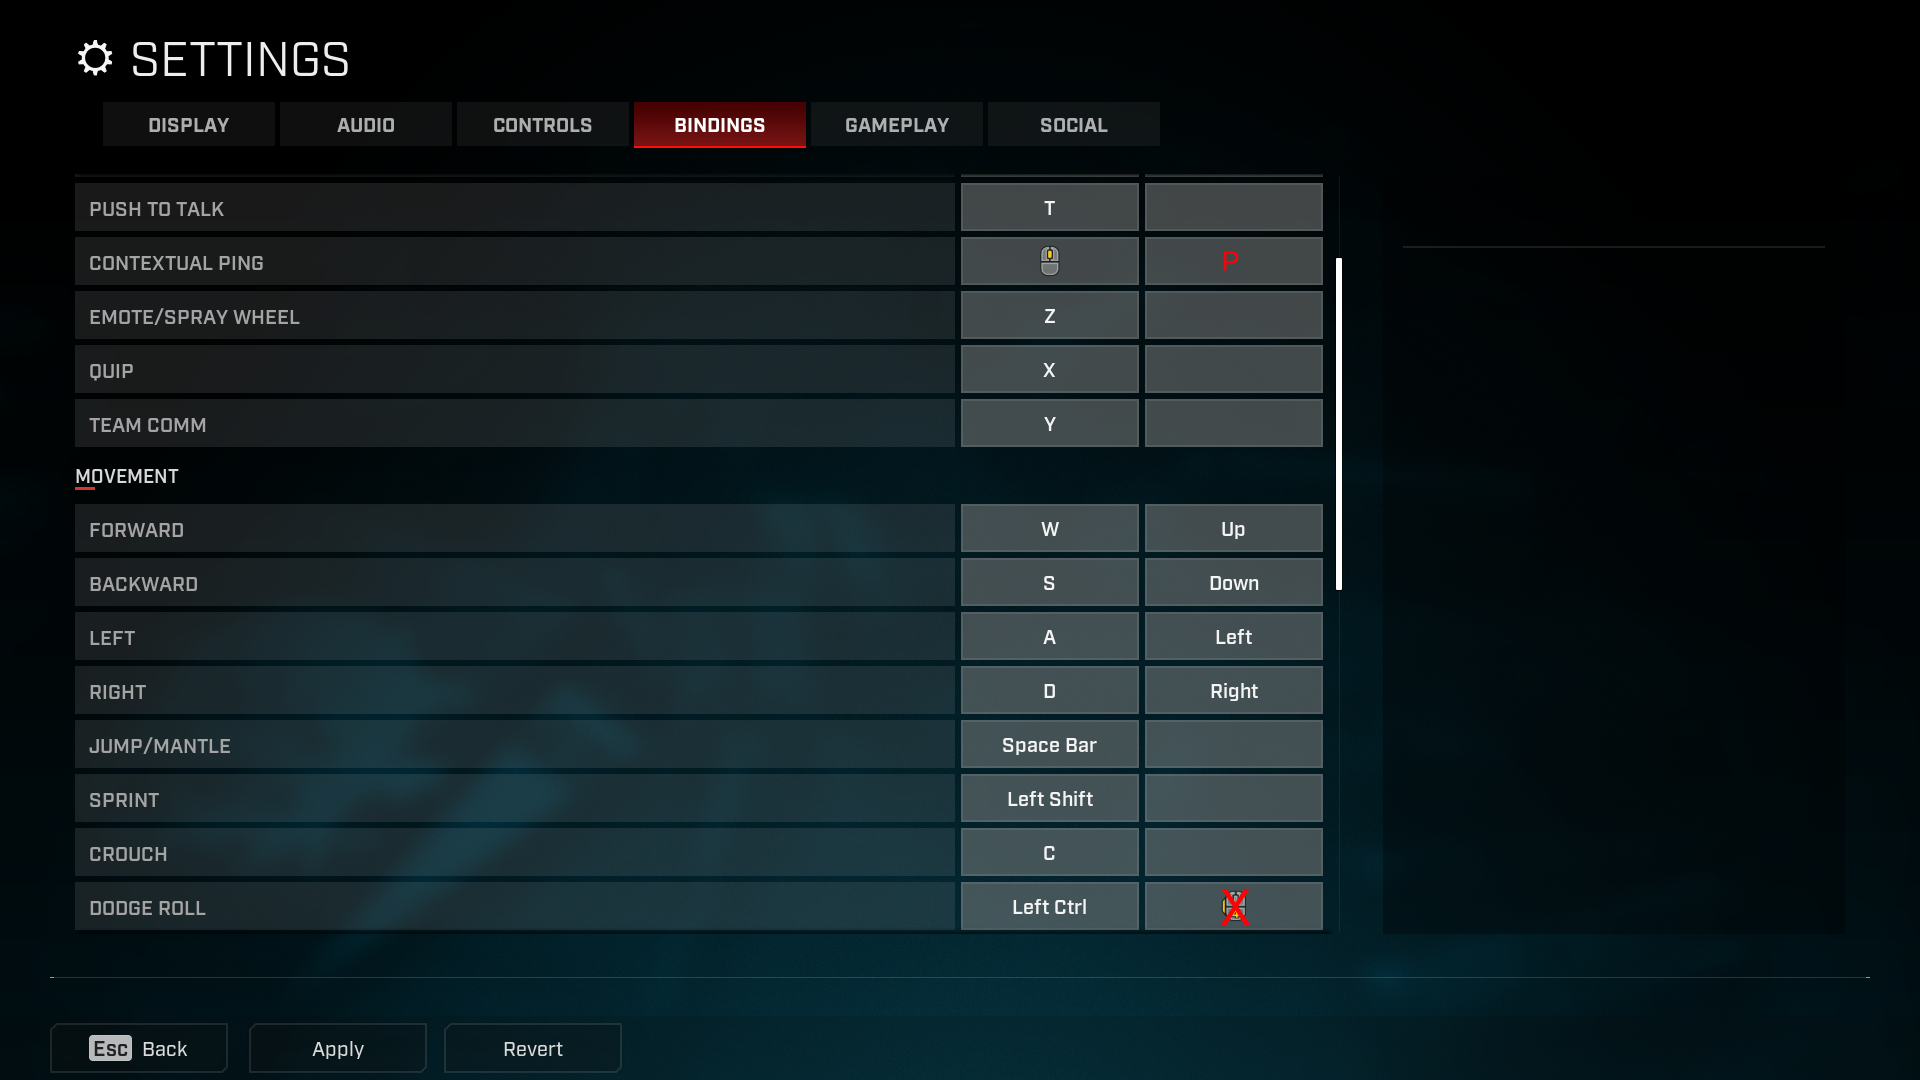 SETTINGS
DISPLAY AUDIO CONTROLS BINDINGS GAMEPLAY SOCIAL
PUSH TO TALK T
CONTEXTUAL PING P
EMOTE/SPRAY WHEEL Z
QUIP X
TEAM COMM Y
MOVEMENT
FORWARD W Up
BACKWARD S Down
LEFT A Left
RIGHT D Right
JUMP/MANTLE Space Bar
SPRINT Left Shift
CROUCH C
DODGE ROLL Left Ctrl X
Esc Back Apply Revert